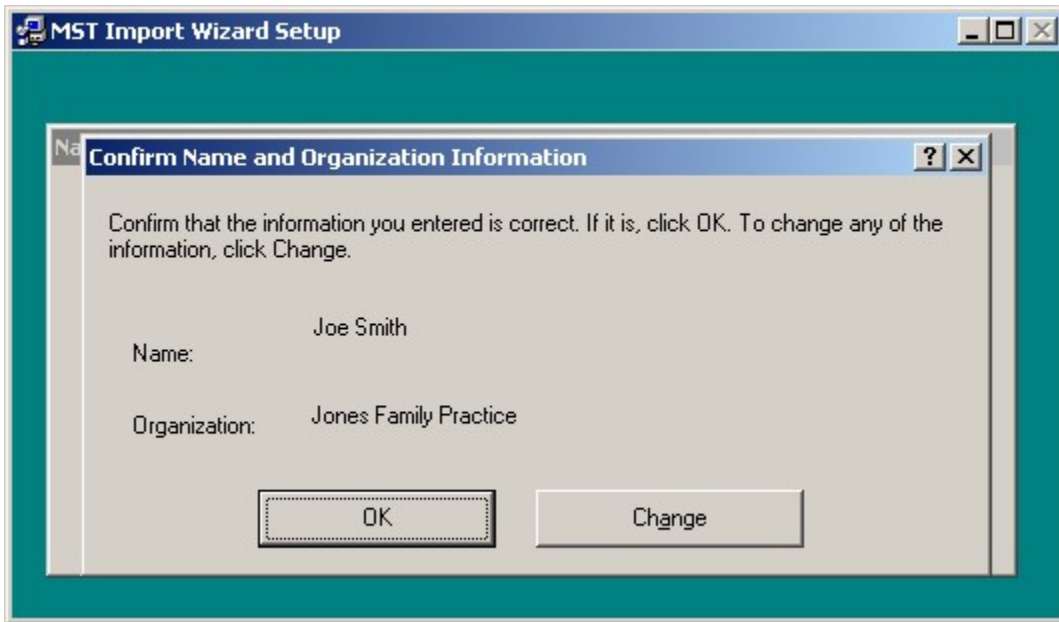 MST Import Wizard Setup
Na
Confirm Name and Organization Information
Confirm that the information you entered is correct. If it is, click OK. To change any of the
information, click Change.
Joe Smith
Name:
Jones Family Practice
Organization:
OK Change